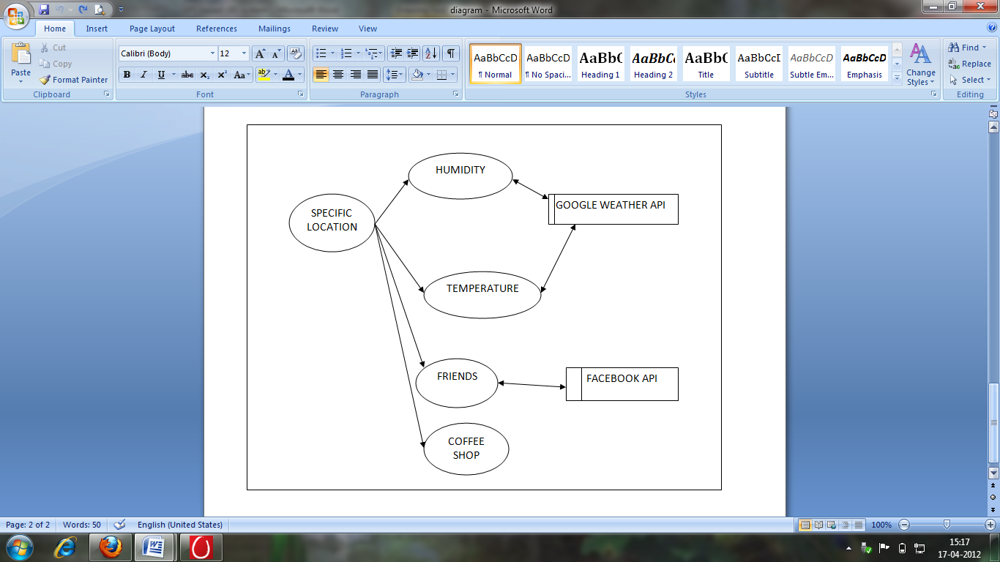 diagram - Microsoft Word
Home Insert Page Layout References Mailings Review View
Paste
Cut
Copy
Format Painter
Clipboard
Calibri (Body) 12
B I U abc x₂ x² Aa
Font
Paragraph
AaBbCcD AaBbCcD AaBbC AaBbCc AaBbC AaBbCcI AaBbCcD AaBbCcD
¶ Normal ¶ No Spaci... Heading 1 Heading 2 Title Subtitle Subtle Em... Emphasis
Change
Styles
Styles
Find
Replace
Select
Editing
HUMIDITY
SPECIFIC
LOCATION
GOOGLE WEATHER API
TEMPERATURE
FRIENDS
FACEBOOK API
COFFEE
SHOP
Page: 2 of 2 Words: 50 English (United States) 100%
15:17
17-04-2012